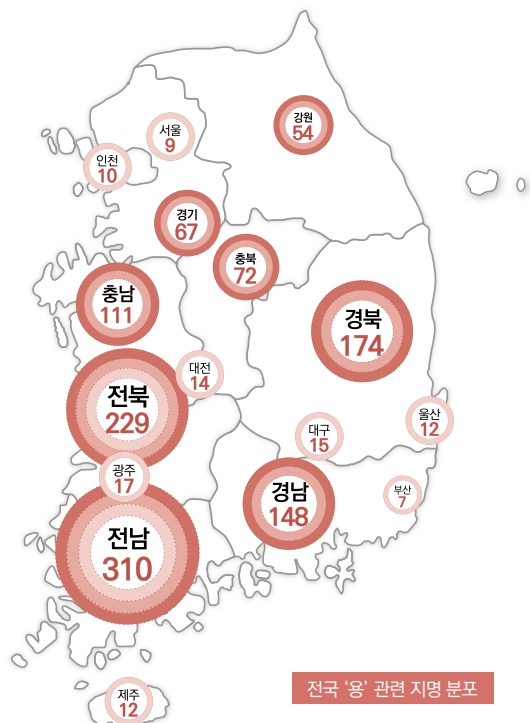 강원
54
서울
9
인천
10
경기
67
충북
72
충남
111
경북
174
대전
14
전북
229
울산
12
대구
15
광주
17
경남
148
부산
7
전남
310
제주
12
전국 ‘용’ 관련 지명 분포